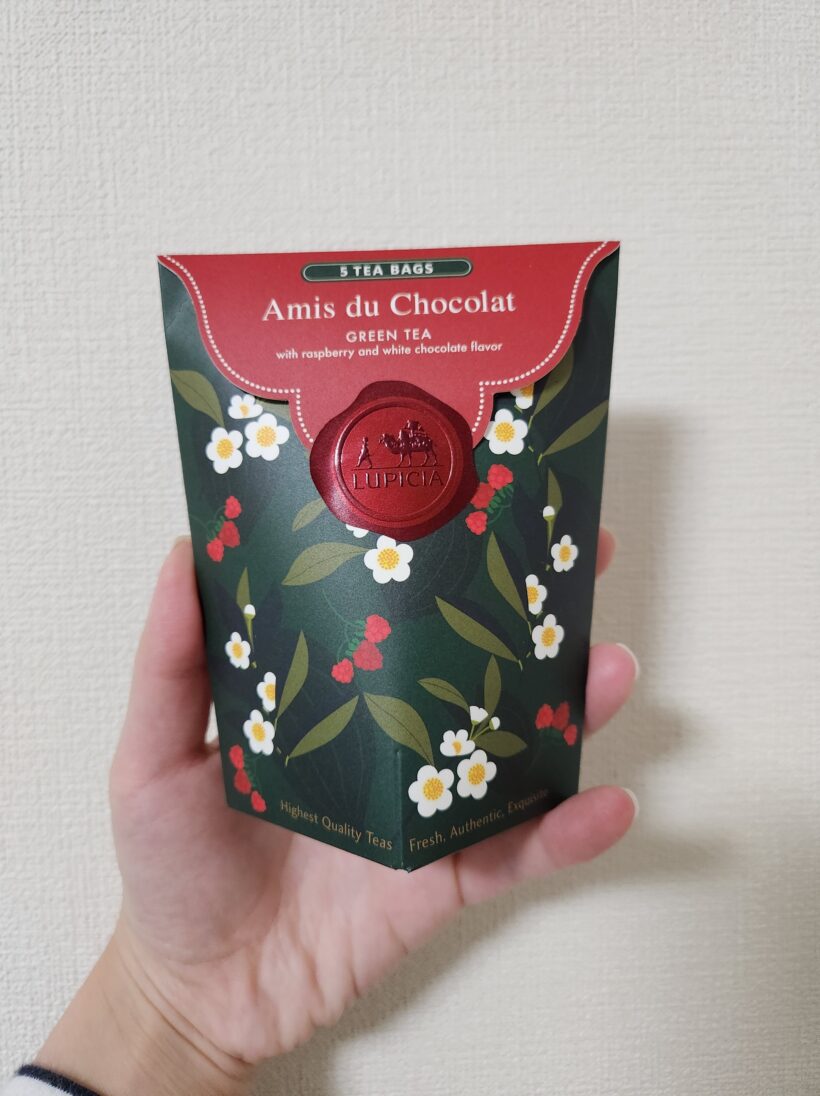 5 TEA BAGS
Amis du Chocolat
GREEN TEA
with raspberry and white chocolate flavor
LUPICIA
Highest Quality Teas
Fresh, Authentic, Exquisite